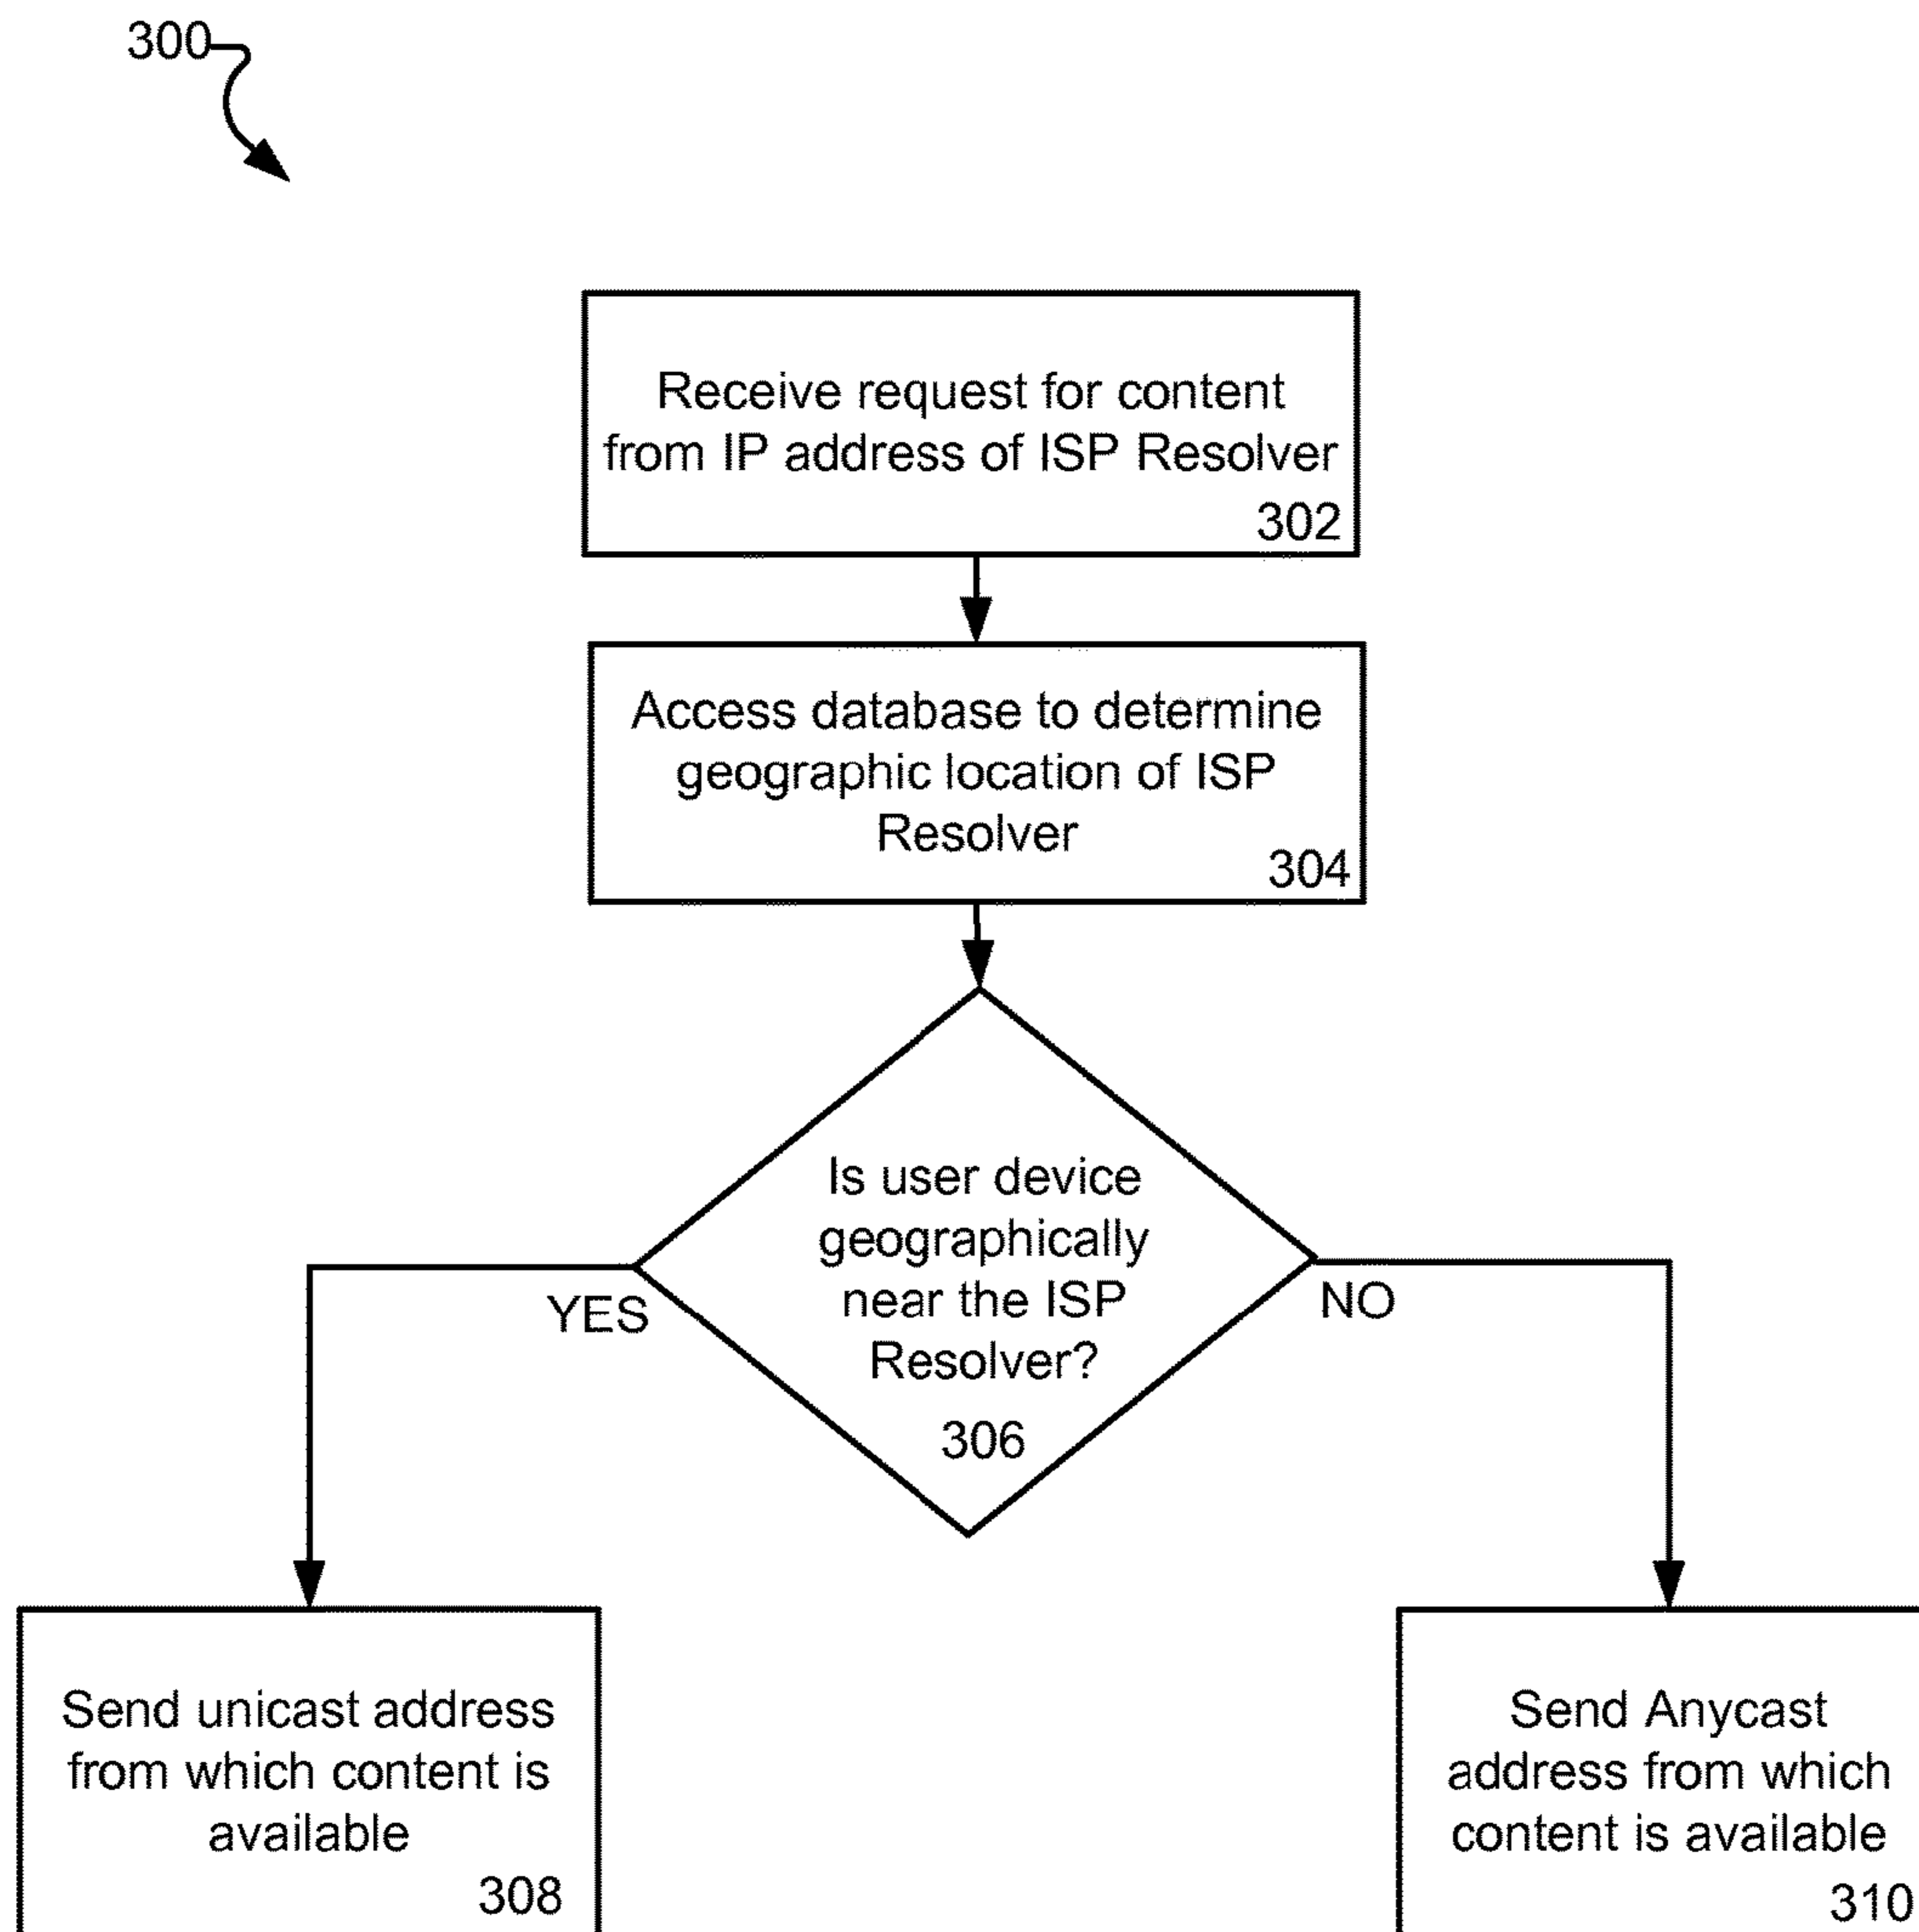 300
Receive request for content
from IP address of ISP Resolver
302
Access database to determine
geographic location of ISP
Resolver
304
Is user device
geographically
near the ISP
Resolver?
306
YES
NO
Send unicast address
from which content is
available
308
Send Anycast
address from which
content is available
310